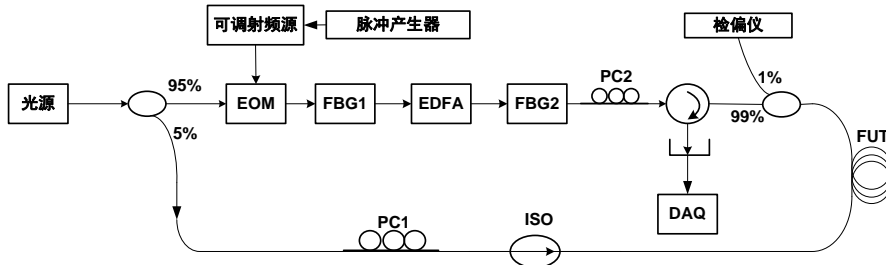 可调射频源
脉冲产生器
检偏仪
光源
95%
EOM
FBG1
EDFA
FBG2
PC2
1%
99%
5%
FUT
DAQ
PC1
ISO